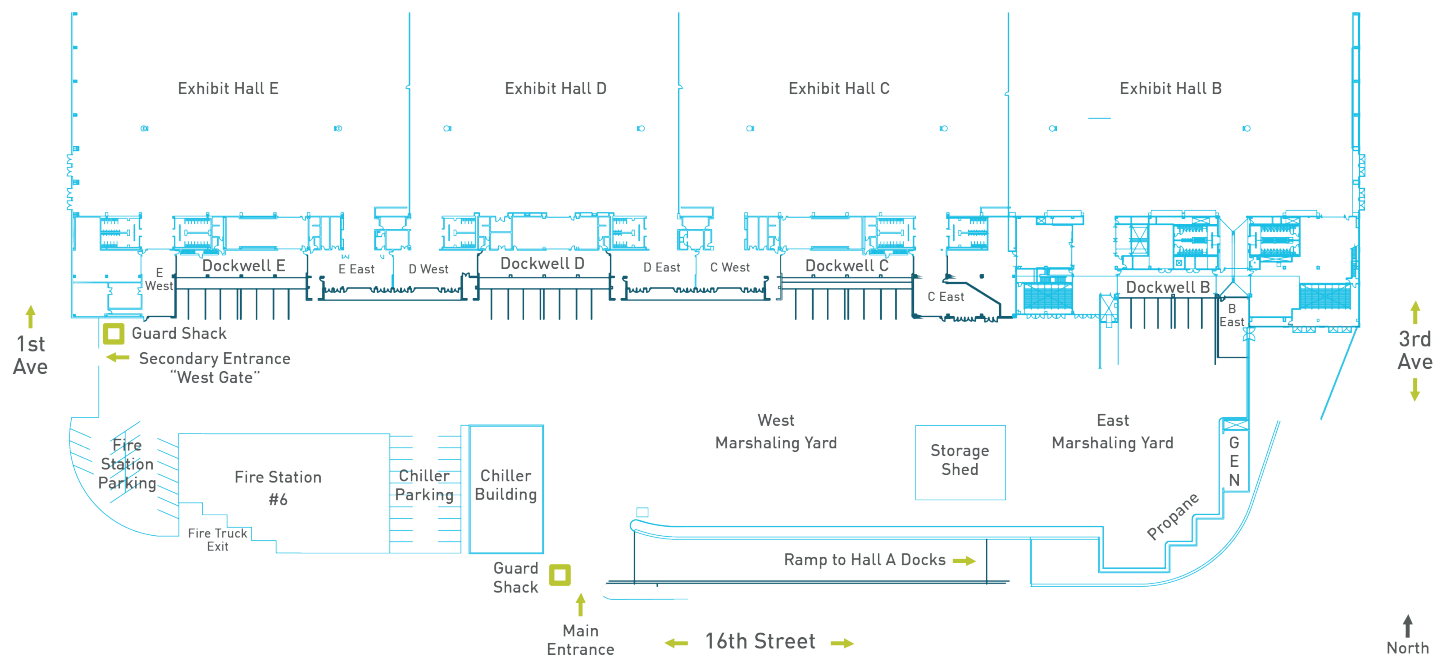 Exhibit Hall E
Exhibit Hall D
Exhibit Hall C
Exhibit Hall B
E
West
Dockwell E
E East
D West
Dockwell D
D East
C West
Dockwell C
C East
Dockwell B
B
East
1st
Ave
Guard Shack
Secondary Entrance
“West Gate”
3rd
Ave
Fire
Station
Parking
Fire Station
#6
Fire Truck
Exit
Chiller
Parking
Chiller
Building
West
Marshaling Yard
Storage
Shed
East
Marshaling Yard
G
E
N
Propane
Ramp to Hall A Docks
Guard
Shack
Main
Entrance
16th Street
North